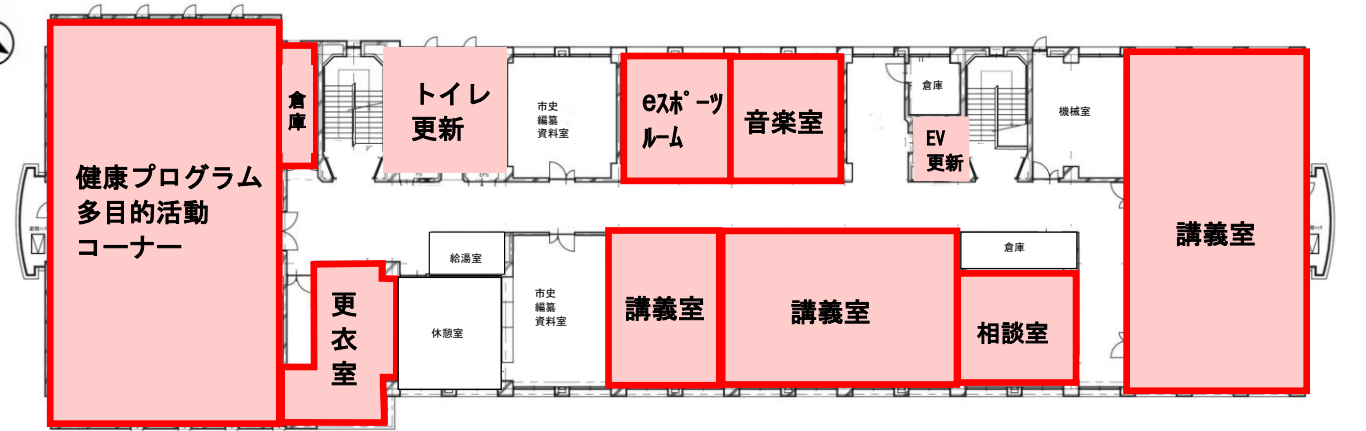 健康プログラム
多目的活動
コーナー
倉
庫
トイレ
更新
市史
編纂
資料室
eｽﾎﾟｰﾂ
ﾙｰﾑ
音楽室
倉庫
EV
更新
機械室
講義室
更
衣
室
給湯室
休憩室
市史
編纂
資料室
講義室
講義室
倉庫
相談室